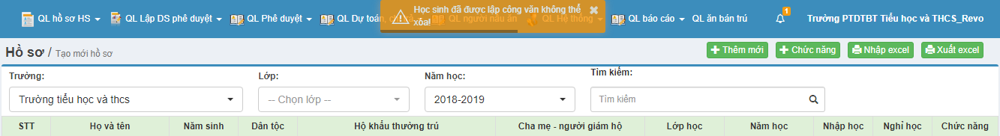 QL hồ sơ HS QL Lập DS phê duyệt QL Phê duyệt QL Dự toán, QL người nấu ăn QL Hệ thống QL báo cáo QL ăn bán trú 1 Trường PTDTBT Tiểu học và THCS_Revo
Học sinh đã được lập công văn không thể
xóa!
Hồ sơ / Tạo mới hồ sơ Thêm mới Chức năng Nhập excel Xuất excel
Trường: Lớp: Năm học: Tìm kiếm:
Trường tiểu học và thcs -- Chọn lớp -- 2018-2019 Tìm kiếm
STT Họ và tên Năm sinh Dân tộc Hộ khẩu thường trú Cha mẹ - người giám hộ Lớp học Năm học Nhập học Nghỉ học Chức năng